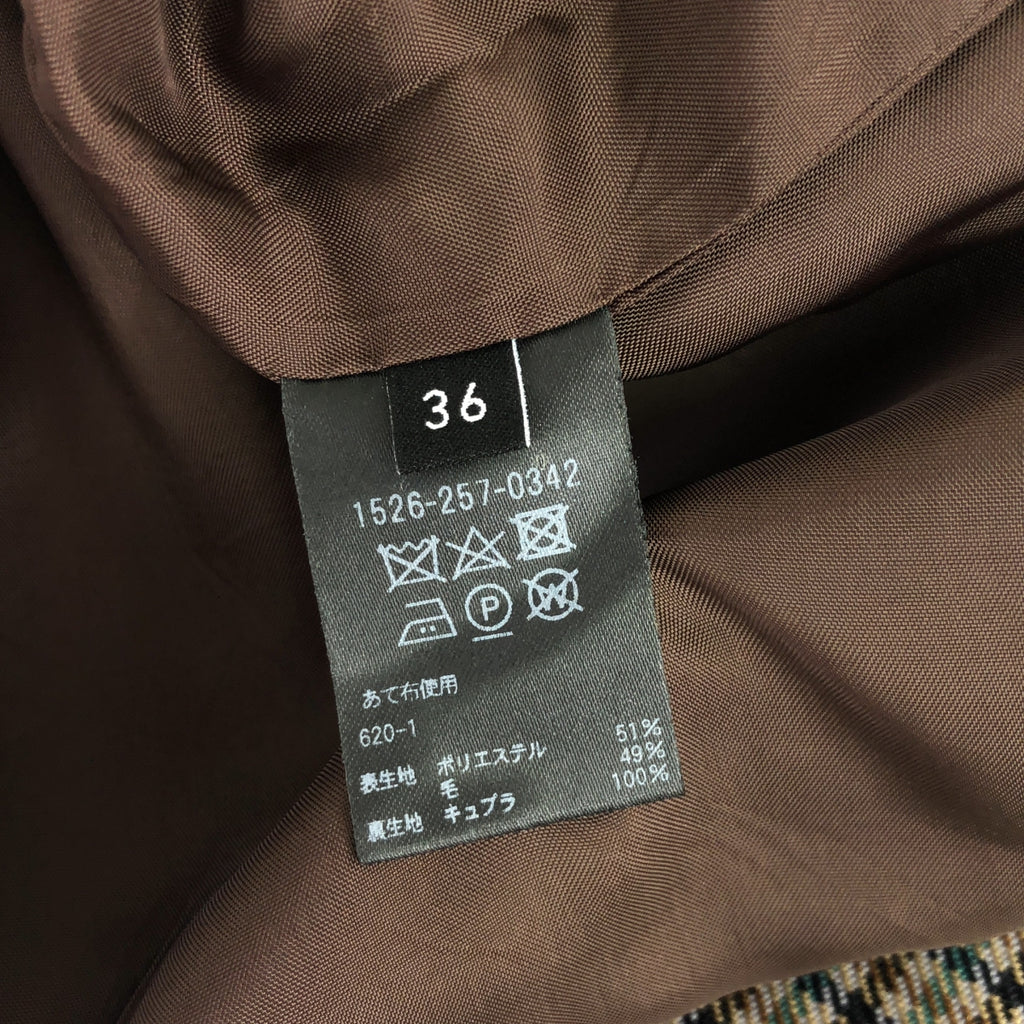 36
1526-257-0342
P
W
あて布使用
620-1
表生地 ポリエステル 51%
毛 49%
裏生地 キュプラ 100%